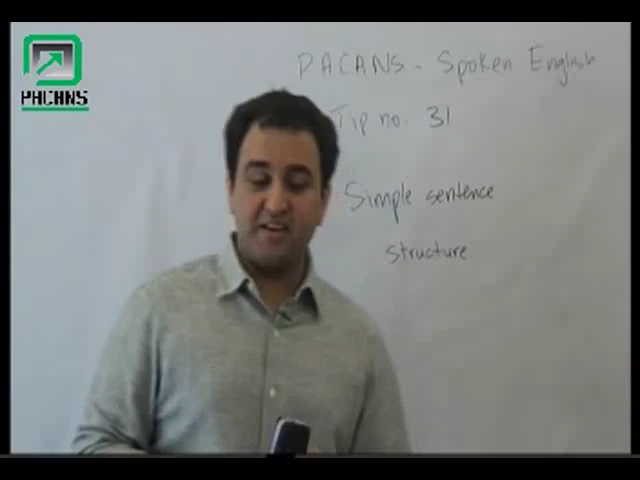 PACANS
PACANS - Spoken English
Tip no. 31
Simple sentence
structure